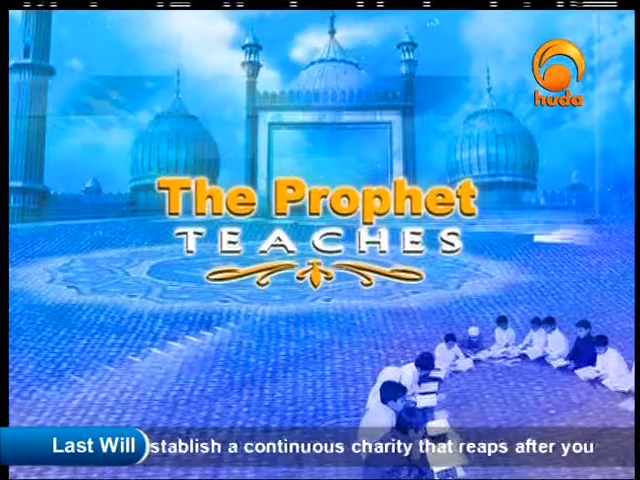 huda
The Prophet
TEACHES
Last Will
stablish a continuous charity that reaps after you